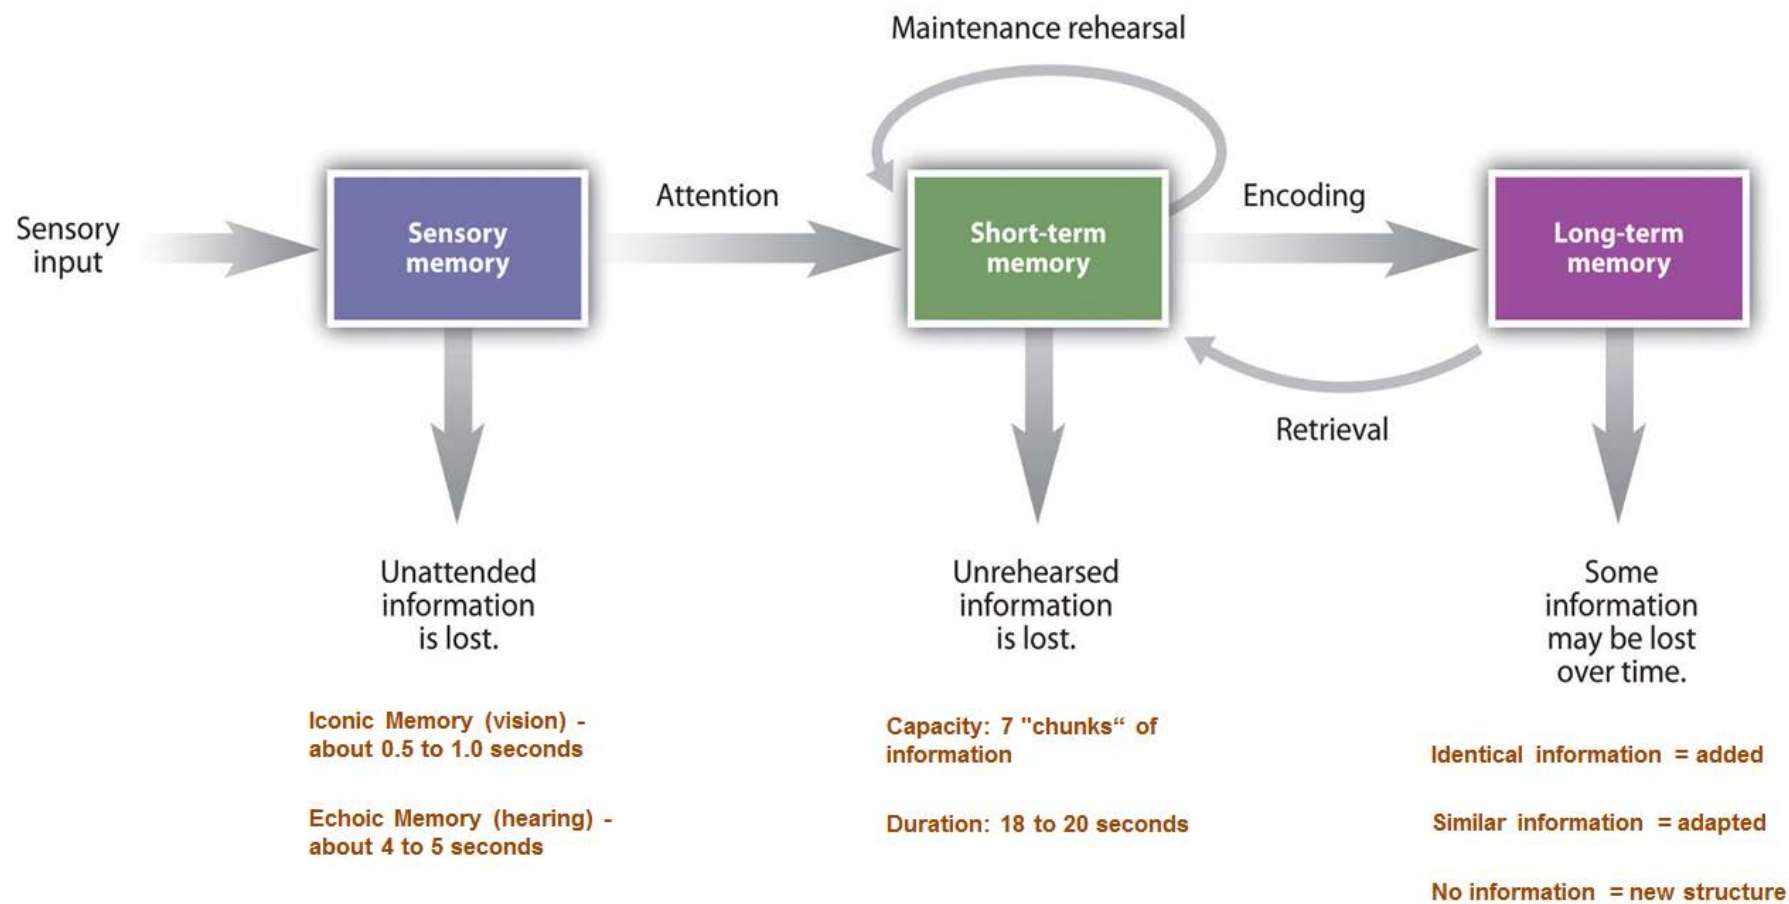 Maintenance rehearsal
Sensory
input
Sensory
memory
Attention
Short-term
memory
Encoding
Long-term
memory
Retrieval
Unattended
information
is lost.
Unrehearsed
information
is lost.
Some
information
may be lost
over time.
Iconic Memory (vision) -
about 0.5 to 1.0 seconds
Echoic Memory (hearing) -
about 4 to 5 seconds
Capacity: 7 "chunks“ of
information
Duration: 18 to 20 seconds
Identical information = added
Similar information = adapted
No information = new structure